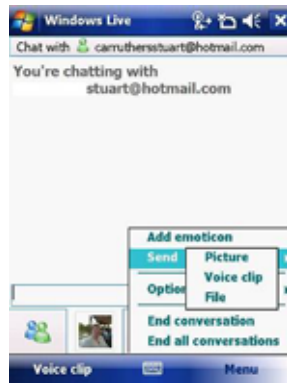 Windows Live
Chat with carruthersstuart@hotmail.com
You're chatting with
stuart@hotmail.com
Add emoticon
Send
Picture
Voice clip
File
End conversation
End all conversations
Voice clip
Menu